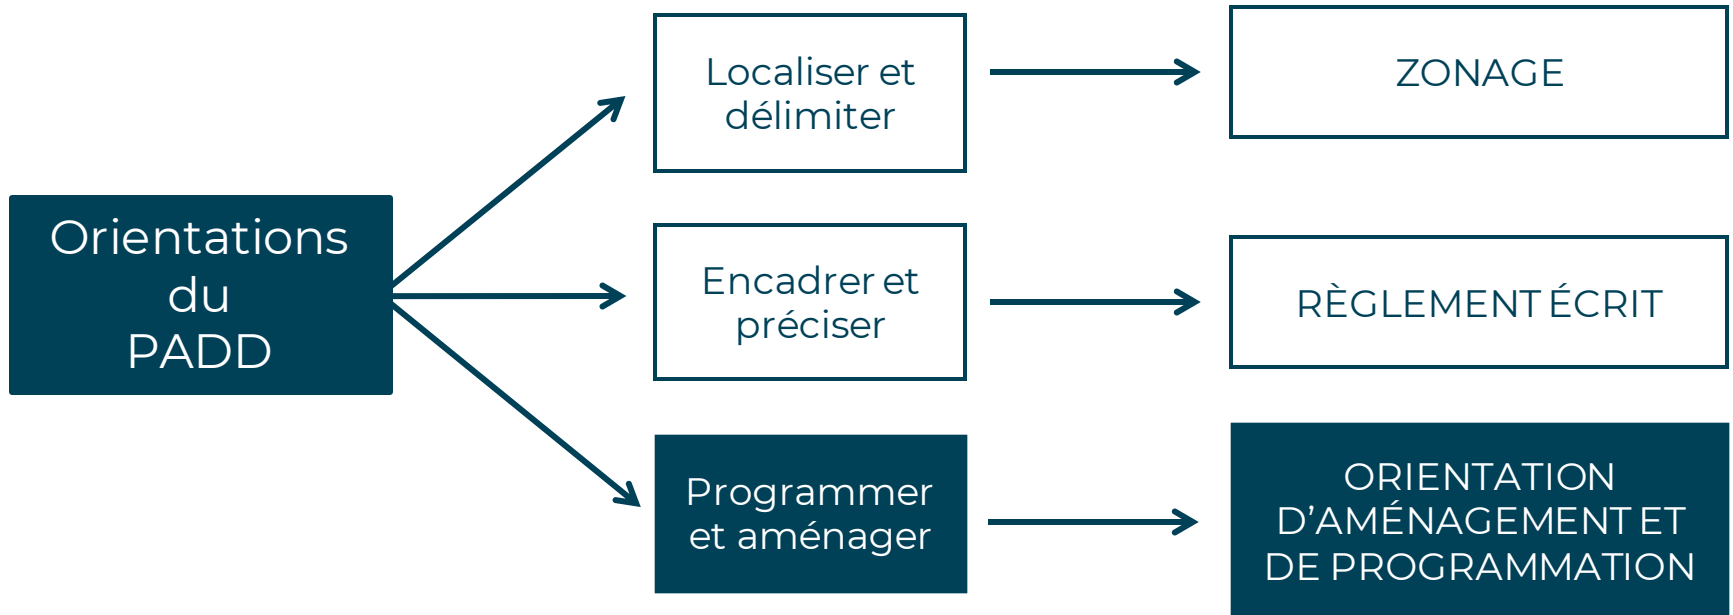 Orientations
du
PADD
Localiser et
délimiter
ZONAGE
Encadrer et
préciser
RÈGLEMENT ÉCRIT
Programmer
et aménager
ORIENTATION
D’AMÉNAGEMENT ET
DE PROGRAMMATION